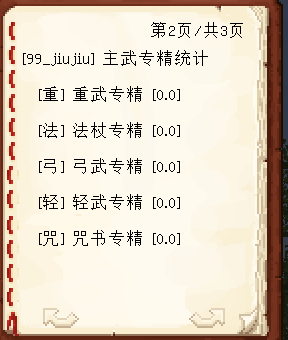 第2页/共3页
[99_jiujiu] 主武专精统计
[重] 重武专精 [0.0]
[法] 法杖专精 [0.0]
[弓] 弓武专精 [0.0]
[轻] 轻武专精 [0.0]
[咒] 咒书专精 [0.0]